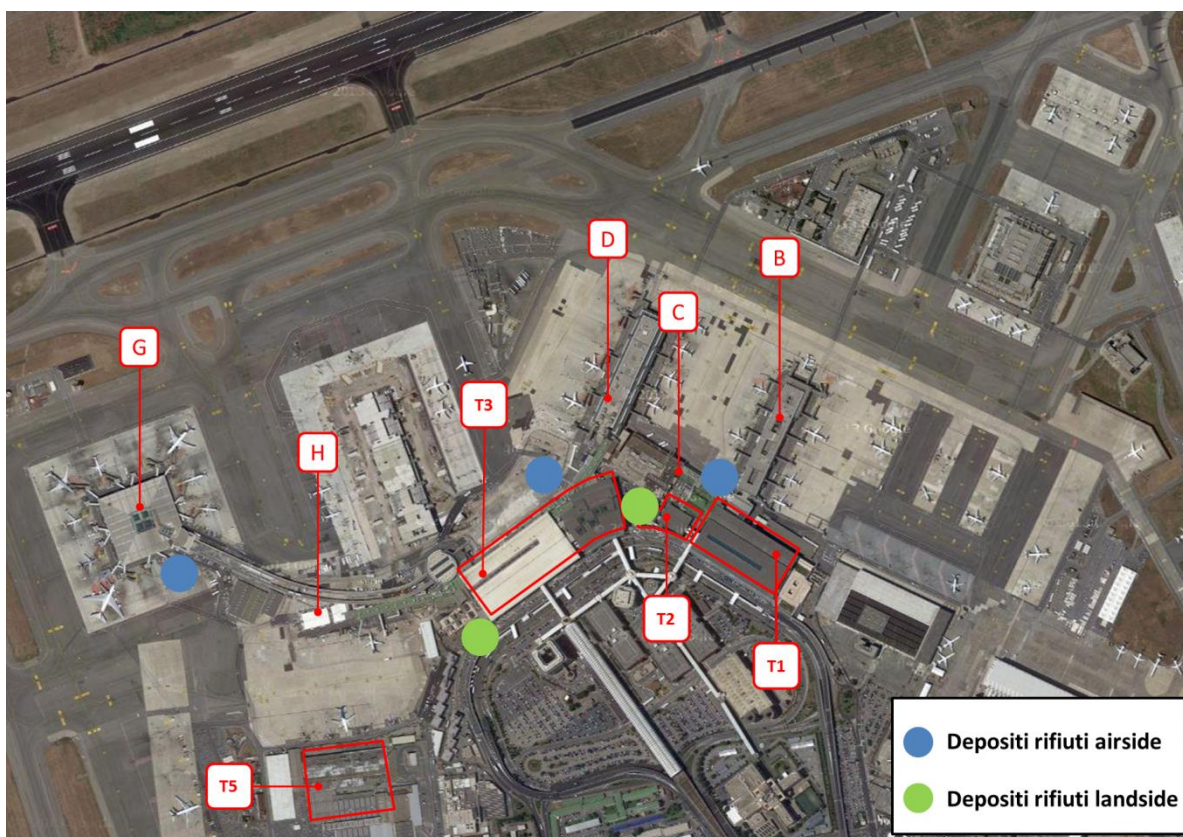 D
B
C
G
T3
H
T2
T1
T5
Depositi rifiuti airside
Depositi rifiuti landside